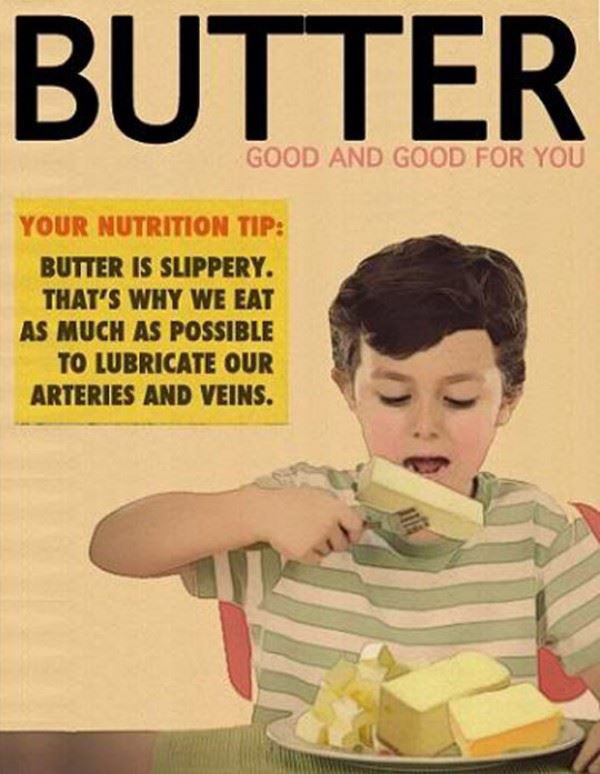 BUTTER
GOOD AND GOOD FOR YOU
YOUR NUTRITION TIP:
BUTTER IS SLIPPERY.
THAT'S WHY WE EAT
AS MUCH AS POSSIBLE
TO LUBRICATE OUR
ARTERIES AND VEINS.